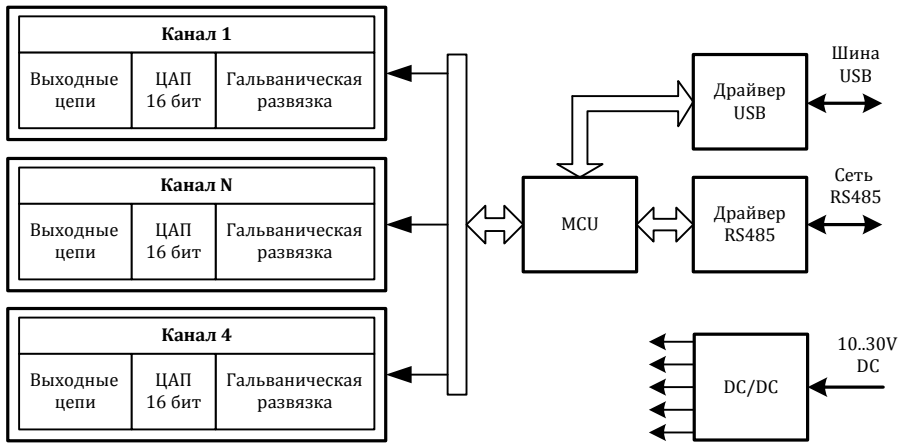 Канал 1
Выходные
цепи
ЦАП
16 бит
Гальваническая
развязка
Канал N
Выходные
цепи
ЦАП
16 бит
Гальваническая
развязка
Канал 4
Выходные
цепи
ЦАП
16 бит
Гальваническая
развязка
MCU
Драйвер
USB
Шина
USB
Драйвер
RS485
Сеть
RS485
DC/DC
10..30V
DC